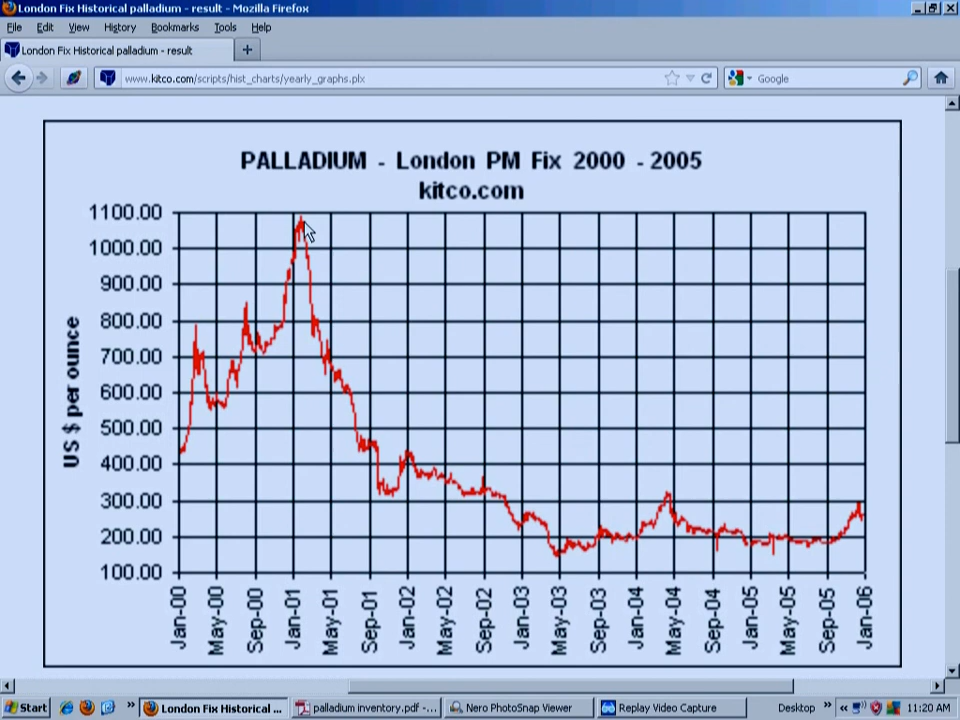 London Fix Historical palladium - result - Mozilla Firefox
File Edit View History Bookmarks Tools Help
London Fix Historical palladium - result +
www.kitco.com/scripts/hist_charts/yearly_graphs.plx
Google
PALLADIUM - London PM Fix 2000 - 2005
kitco.com
US $ per ounce
1100.00
1000.00
900.00
800.00
700.00
600.00
500.00
400.00
300.00
200.00
100.00
Jan-00 May-00 Sep-00 Jan-01 May-01 Sep-01 Jan-02 May-02 Sep-02 Jan-03 May-03 Sep-03 Jan-04 May-04 Sep-04 Jan-05 May-05 Sep-05 Jan-06
Start » London Fix Historical ... palladium inventory.pdf -... Nero PhotoSnap Viewer Replay Video Capture Desktop » « 11:20 AM